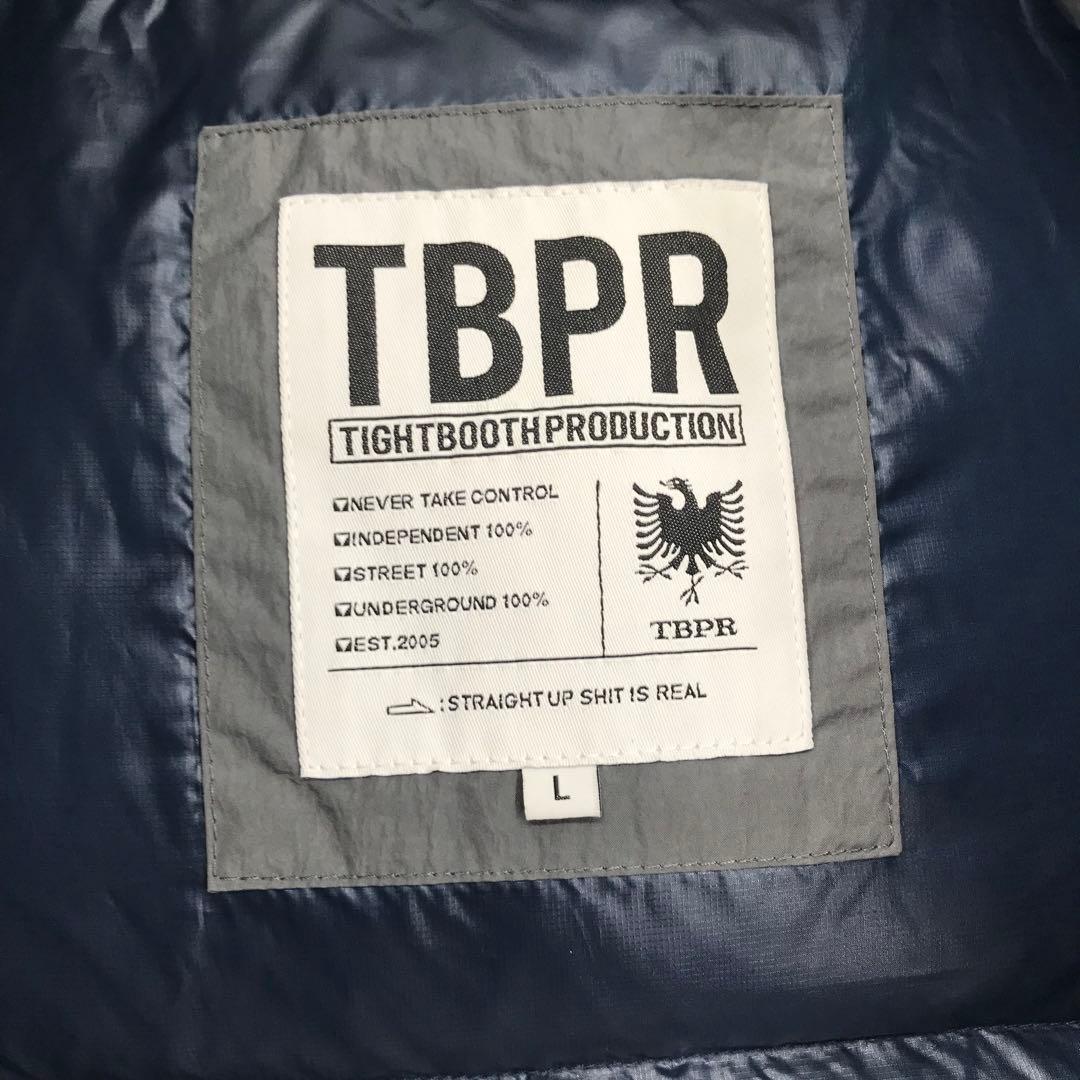 TBPR
TIGHTBOOTHPRODUCTION
NEVER TAKE CONTROL
INDEPENDENT 100%
STREET 100%
UNDERGROUND 100%
EST.2005
TBPR
:STRAIGHT UP SHIT IS REAL
L